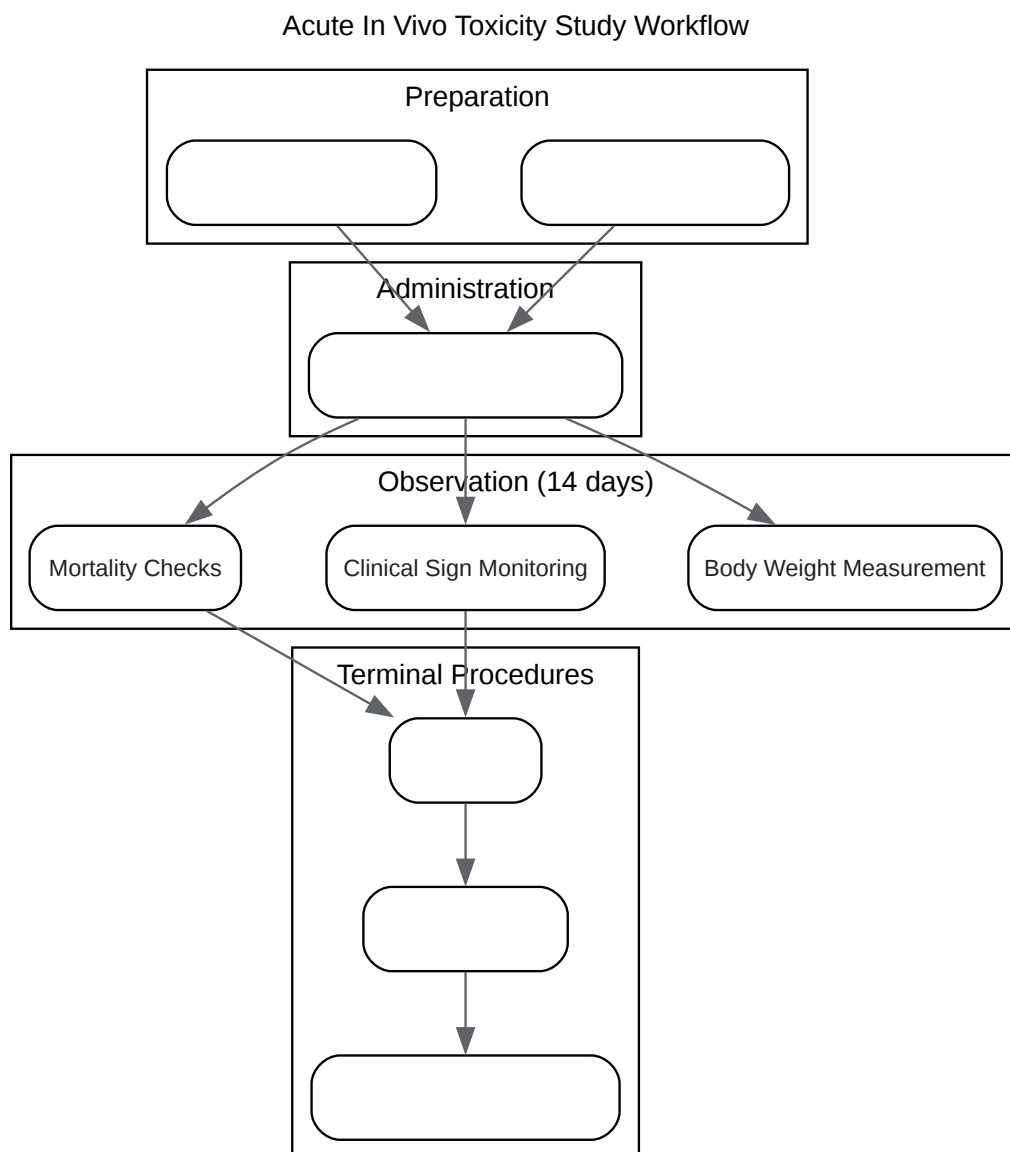 Acute In Vivo Toxicity Study Workflow
Preparation
Administration
Observation (14 days)
Mortality Checks
Clinical Sign Monitoring
Body Weight Measurement
Terminal Procedures